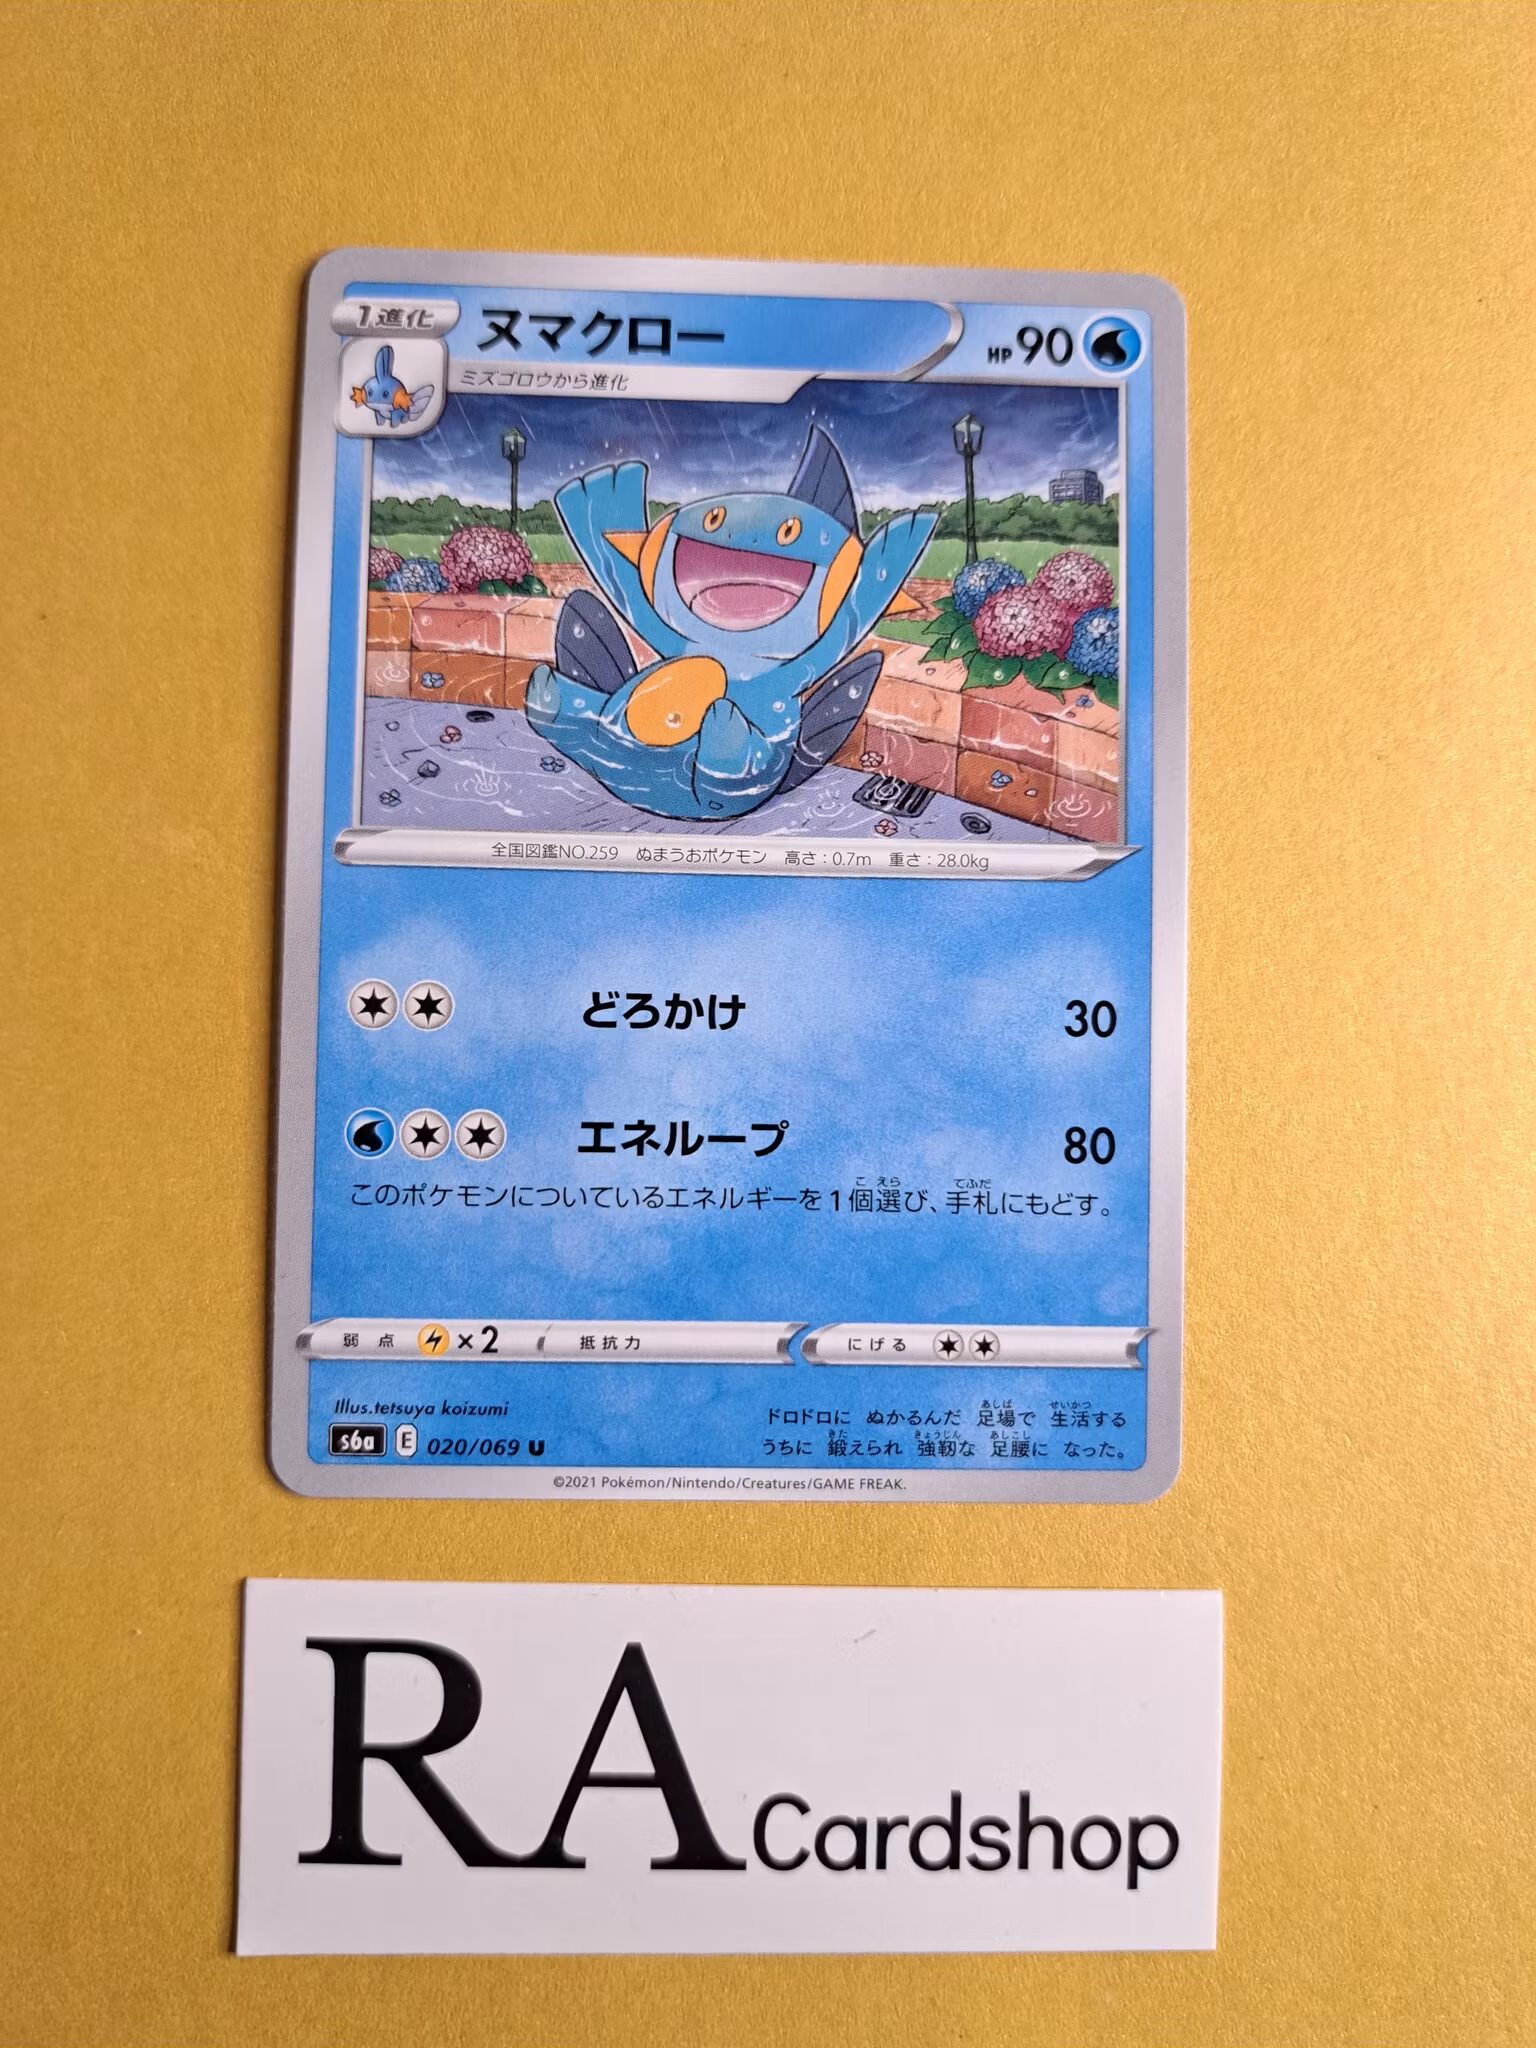 1進化
ヌマクロー
HP 90
ミズゴロウから進化
全国図鑑NO.259 ぬまうおポケモン 高さ:0.7m 重さ:28.0kg
どろかけ 30
エネループ 80
このポケモンについているエネルギーを1個選び、手札にもどす。
弱点 ×2 抵抗力 にげる
Illus.tetsuya koizumi
s6a E 020/069 U
ドロドロに ぬかるんだ 足場で 生活する
うちに 鍛えられ 強靭な 足腰に なった。
©2021 Pokémon/Nintendo/Creatures/GAME FREAK.
RA Cardshop